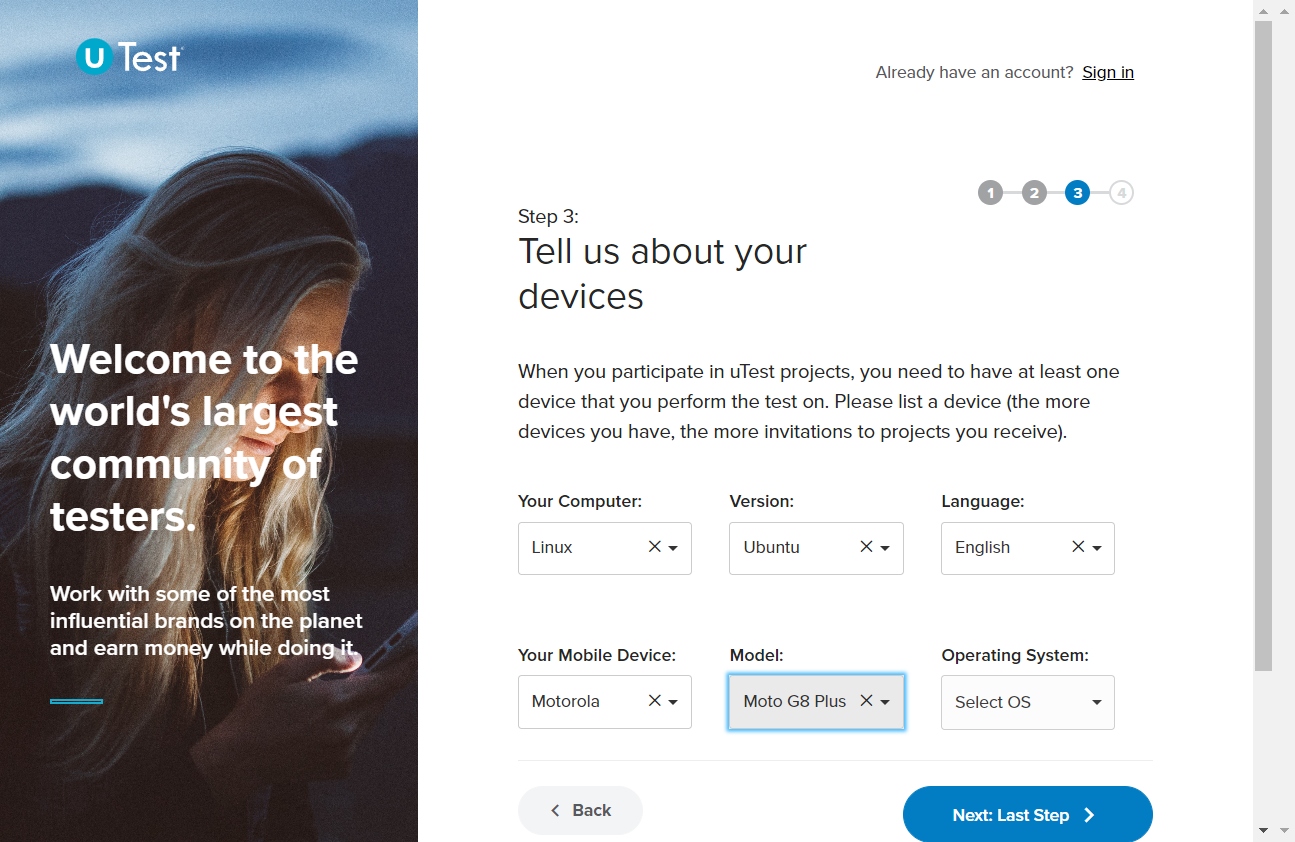 U Test
Already have an account? Sign in
1 2 3 4
Step 3:
Tell us about your
devices
Welcome to the
world's largest
community of
testers.
Work with some of the most
influential brands on the planet
and earn money while doing it.
When you participate in uTest projects, you need to have at least one
device that you perform the test on. Please list a device (the more
devices you have, the more invitations to projects you receive).
Your Computer: Version: Language:
Linux Ubuntu English
Your Mobile Device: Model: Operating System:
Motorola Moto G8 Plus Select OS
Back Next: Last Step